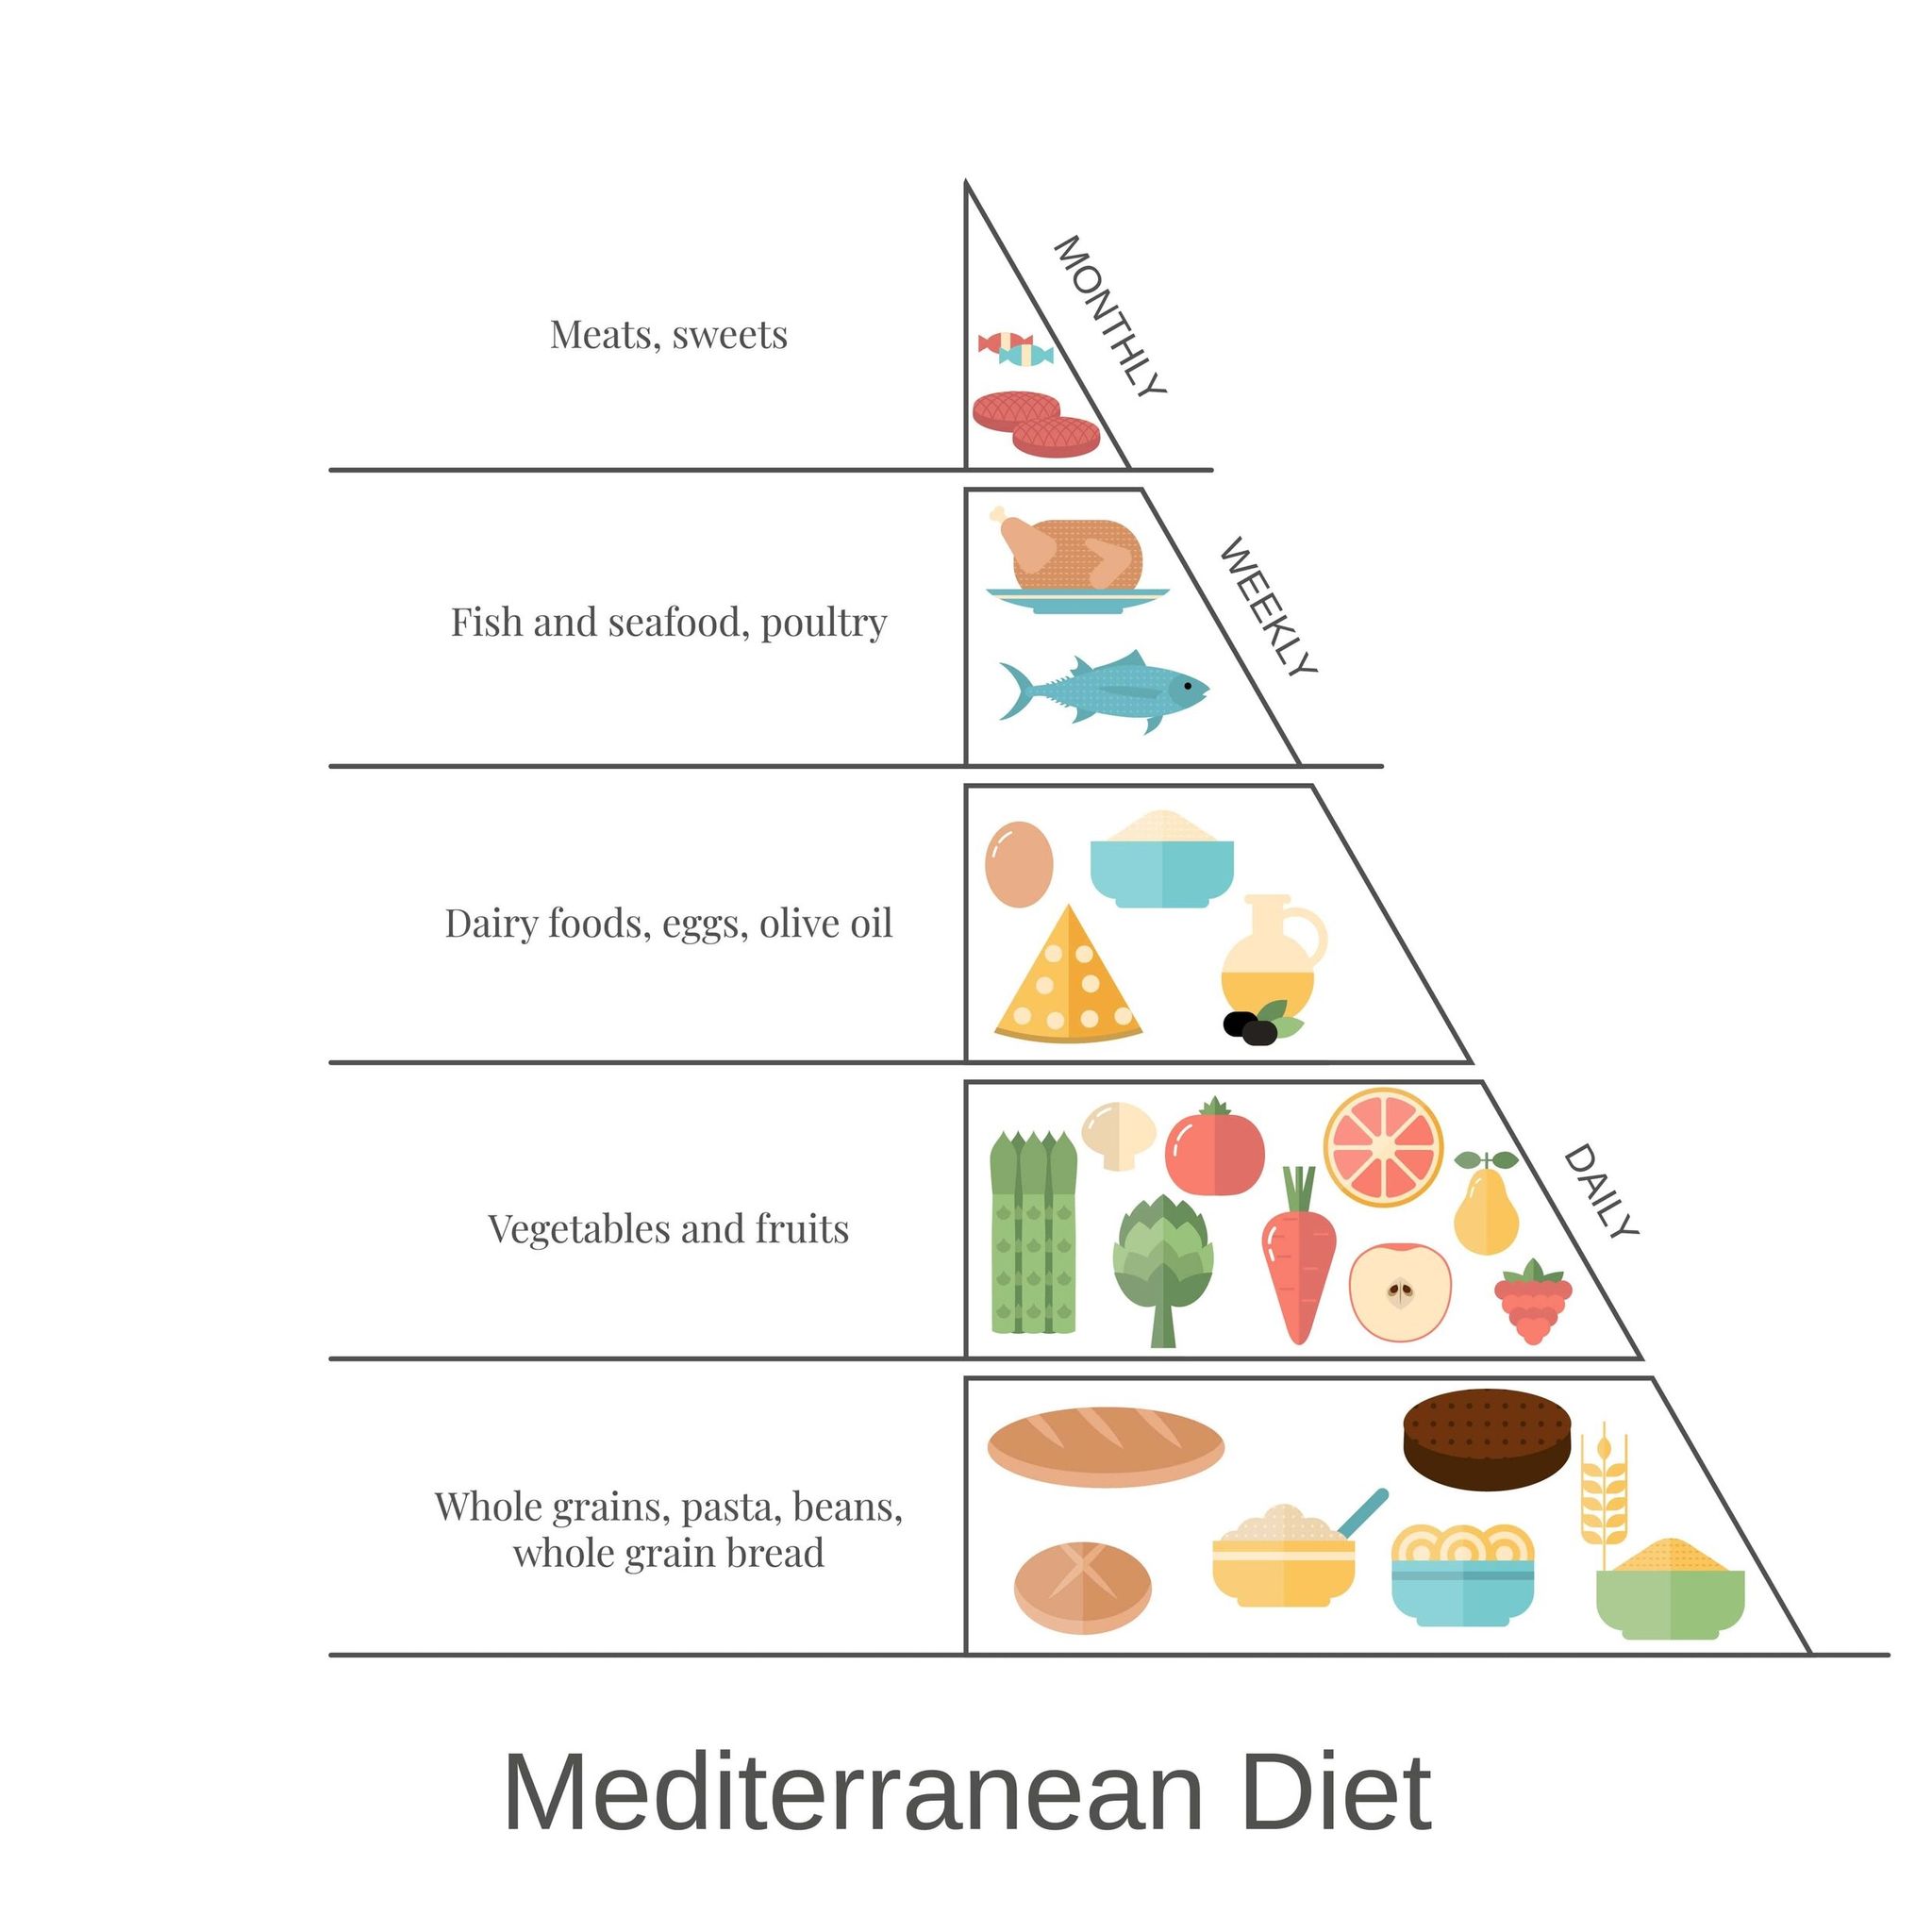 MONTHLY
Meats, sweets
WEEKLY
Fish and seafood, poultry
Dairy foods, eggs, olive oil
DAILY
Vegetables and fruits
Whole grains, pasta, beans,
whole grain bread
Mediterranean Diet